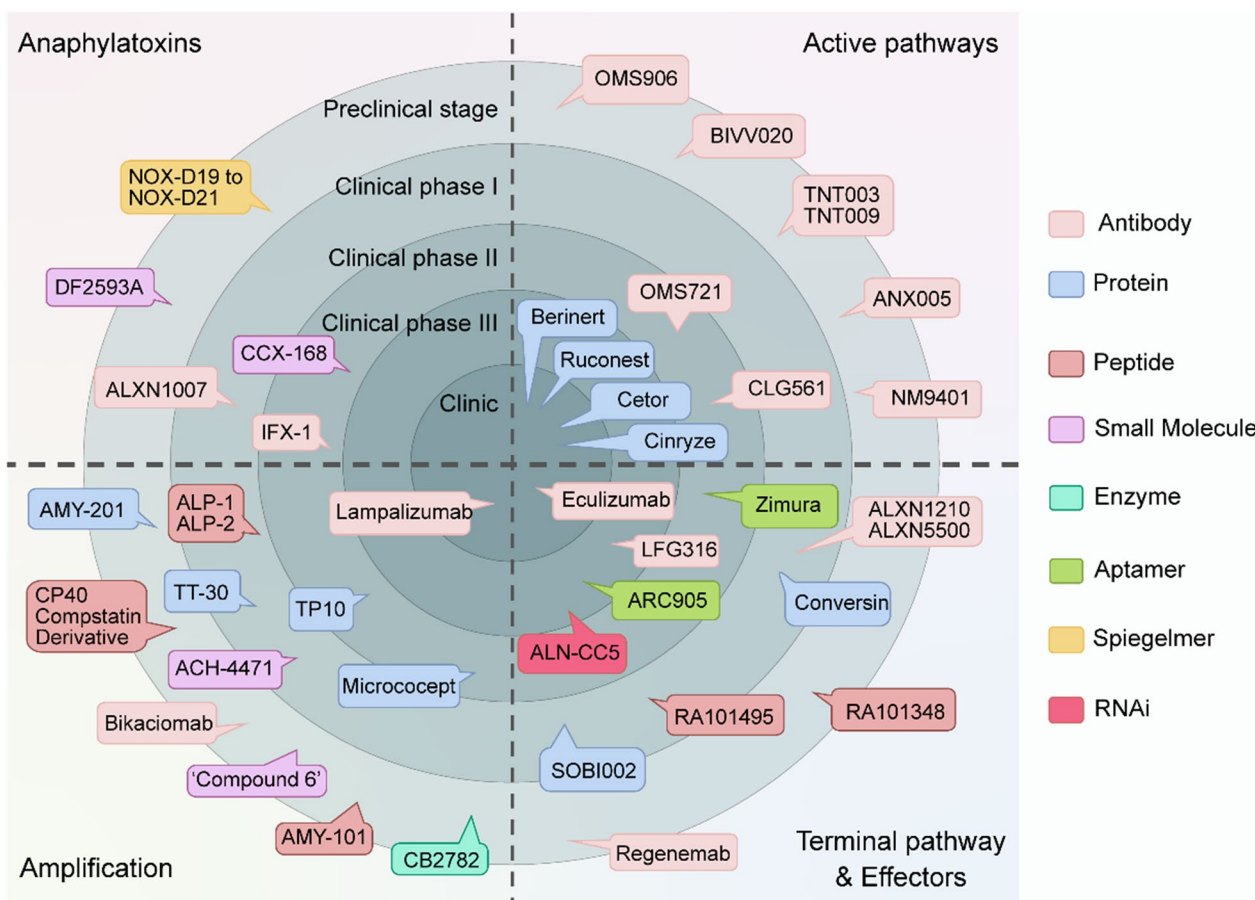 Anaphylatoxins
Active pathways
Preclinical stage
Clinical phase I
Clinical phase II
Clinical phase III
Clinic
OMS906
BIVV020
TNT003
TNT009
ANX005
NM9401
OMS721
CLG561
Berinert
Ruconest
Cetor
Cinryze
NOX-D19 to
NOX-D21
DF2593A
CCX-168
ALXN1007
IFX-1
AMY-201
ALP-1
ALP-2
Lampalizumab
CP40
Compstatin
Derivative
TT-30
TP10
ACH-4471
Micrococept
Bikaciomab
'Compound 6'
AMY-101
CB2782
Amplification
Eculizumab
Zimura
ALXN1210
ALXN5500
LFG316
ARC905
Conversin
ALN-CC5
RA101495
RA101348
SOBI002
Regenemab
Terminal pathway
& Effectors
Antibody
Protein
Peptide
Small Molecule
Enzyme
Aptamer
Spiegelmer
RNAi